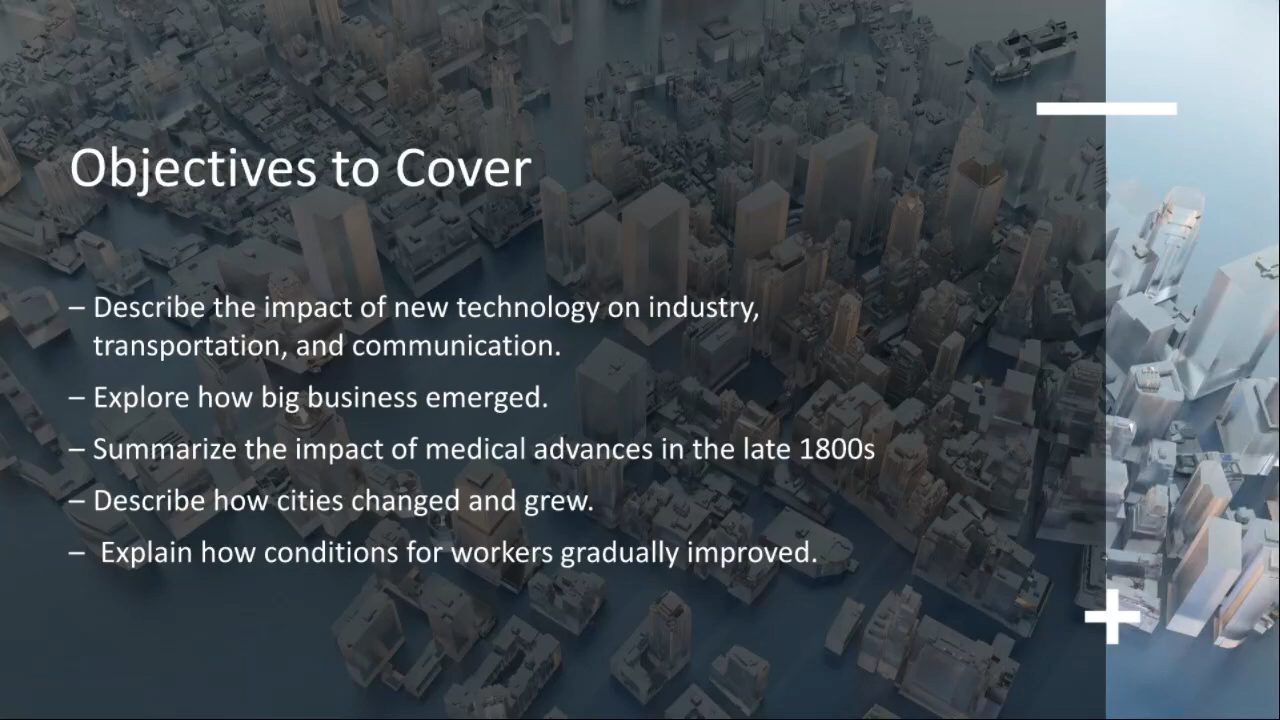 Objectives to Cover
– Describe the impact of new technology on industry,
transportation, and communication.
– Explore how big business emerged.
– Summarize the impact of medical advances in the late 1800s
– Describe how cities changed and grew.
– Explain how conditions for workers gradually improved.